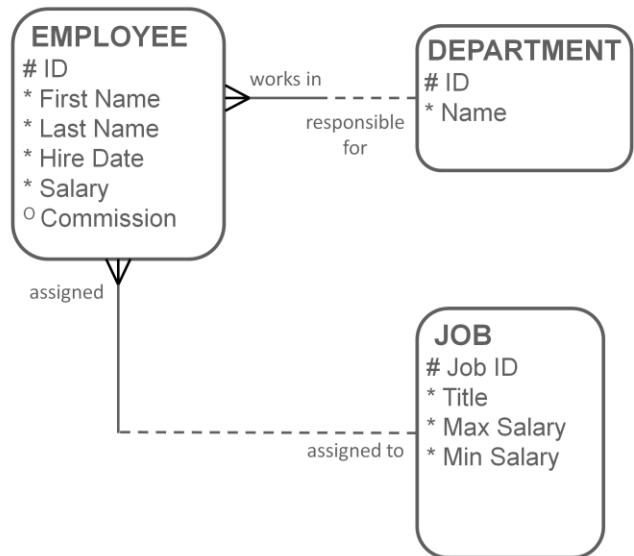 EMPLOYEE
# ID
* First Name
* Last Name
* Hire Date
* Salary
O Commission
works in
responsible
for
DEPARTMENT
# ID
* Name
assigned
assigned to
JOB
# Job ID
* Title
* Max Salary
* Min Salary